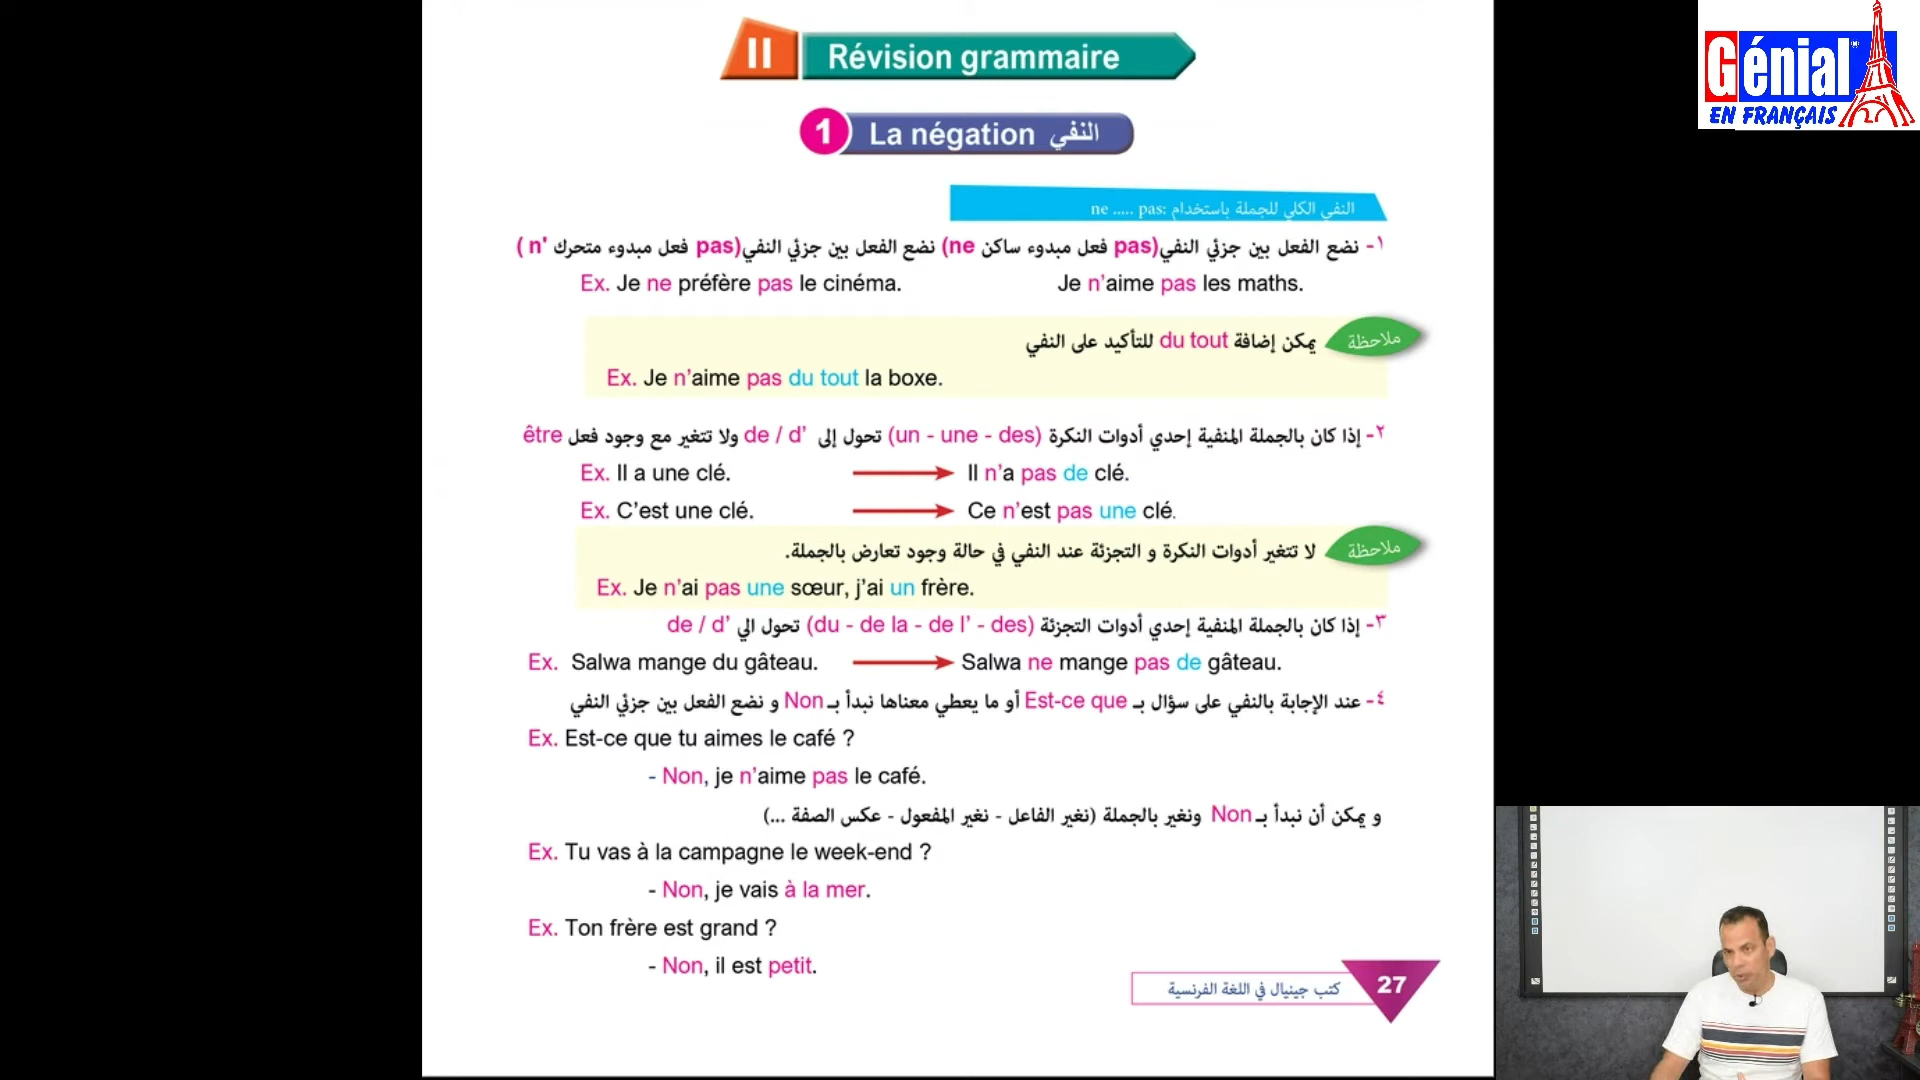 II Révision grammaire
Génial
EN FRANÇAIS
1 La négation النفي
النفي الكلي للجملة باستخدام :ne ..... pas
١- نضع الفعل بين جزئي النفي(pas فعل مبدوء ساكن ne) نضع الفعل بين جزئي النفي(pas فعل مبدوء متحرك n' )
Ex. Je ne préfère pas le cinéma. Je n’aime pas les maths.
ملاحظة
يمكن إضافة du tout للتأكيد على النفي
Ex. Je n’aime pas du tout la boxe.
٢- إذا كان بالجملة المنفية إحدي أدوات النكرة (un - une - des) تحول إلى de / d’ ولا تتغير مع وجود فعل être
Ex. Il a une clé. Il n’a pas de clé.
Ex. C’est une clé. Ce n’est pas une clé.
ملاحظة
لا تتغير أدوات النكرة و التجزئة عند النفي في حالة وجود تعارض بالجملة.
Ex. Je n’ai pas une sœur, j’ai un frère.
٣- إذا كان بالجملة المنفية إحدي أدوات التجزئة (du - de la - de l’ - des) تحول الي de / d’
Ex. Salwa mange du gâteau. Salwa ne mange pas de gâteau.
٤- عند الإجابة بالنفي على سؤال بـ Est-ce que أو ما يعطي معناها نبدأ بـ Non و نضع الفعل بين جزئي النفي
Ex. Est-ce que tu aimes le café ?
- Non, je n’aime pas le café.
و يمكن أن نبدأ بـ Non ونغير بالجملة (نغير الفاعل - نغير المفعول - عكس الصفة ...)
Ex. Tu vas à la campagne le week-end ?
- Non, je vais à la mer.
Ex. Ton frère est grand ?
- Non, il est petit.
كتب جينيال في اللغة الفرنسية 27